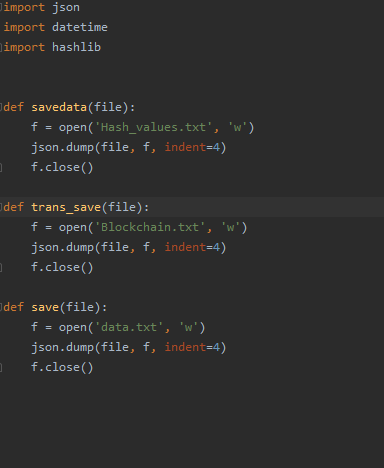 import json
import datetime
import hashlib
def savedata(file):
    f = open('Hash_values.txt', 'w')
    json.dump(file, f, indent=4)
    f.close()
def trans_save(file):
    f = open('Blockchain.txt', 'w')
    json.dump(file, f, indent=4)
    f.close()
def save(file):
    f = open('data.txt', 'w')
    json.dump(file, f, indent=4)
    f.close()